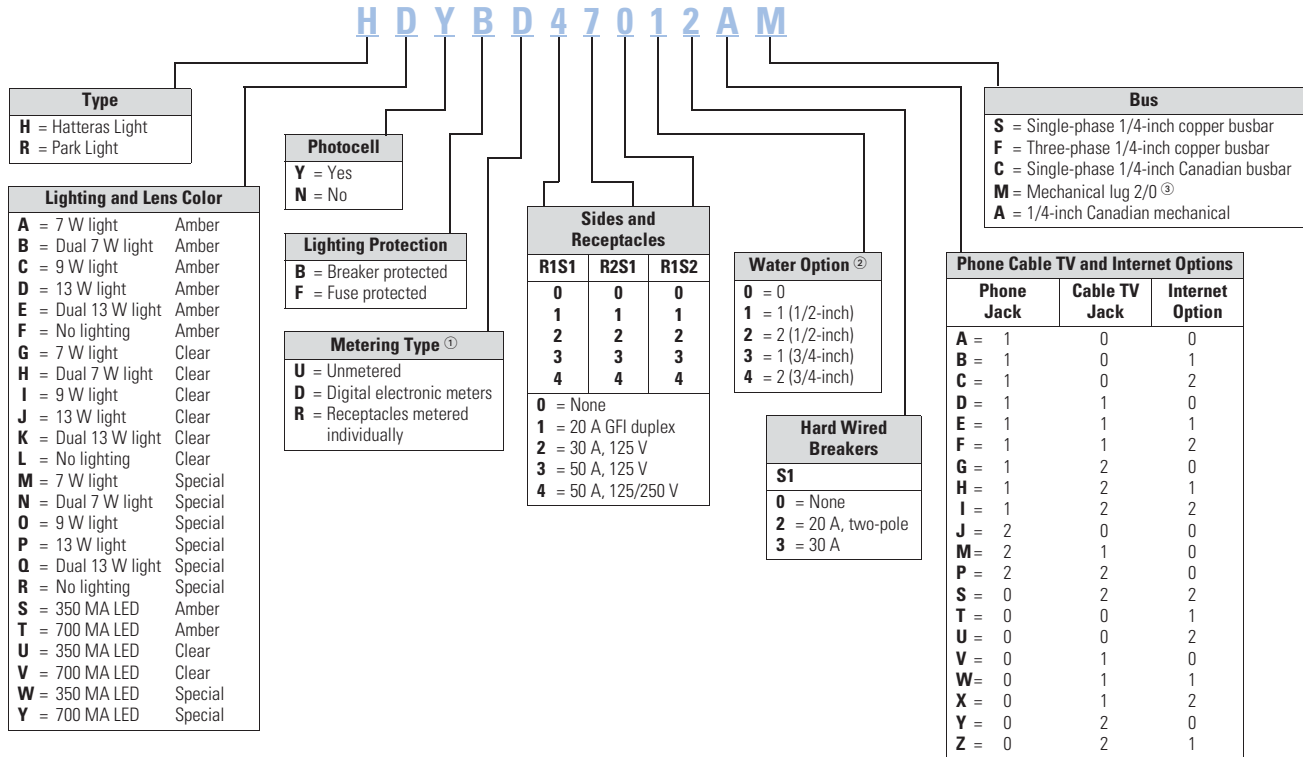 H D Y B D 4 7 0 1 2 A M
Type
H = Hatteras Light
R = Park Light
Lighting and Lens Color
A = 7 W light Amber
B = Dual 7 W light Amber
C = 9 W light Amber
D = 13 W light Amber
E = Dual 13 W light Amber
F = No lighting Amber
G = 7 W light Clear
H = Dual 7 W light Clear
I = 9 W light Clear
J = 13 W light Clear
K = Dual 13 W light Clear
L = No lighting Clear
M = 7 W light Special
N = Dual 7 W light Special
O = 9 W light Special
P = 13 W light Special
Q = Dual 13 W light Special
R = No lighting Special
S = 350 MA LED Amber
T = 700 MA LED Amber
U = 350 MA LED Clear
V = 700 MA LED Clear
W = 350 MA LED Special
Y = 700 MA LED Special
Photocell
Y = Yes
N = No
Lighting Protection
B = Breaker protected
F = Fuse protected
Metering Type ①
U = Unmetered
D = Digital electronic meters
R = Receptacles metered
individually
Sides and
Receptacles
R1S1 R2S1 R1S2
0 0 0
1 1 1
2 2 2
3 3 3
4 4 4
0 = None
1 = 20 A GFI duplex
2 = 30 A, 125 V
3 = 50 A, 125 V
4 = 50 A, 125/250 V
Water Option ②
0 = 0
1 = 1 (1/2-inch)
2 = 2 (1/2-inch)
3 = 1 (3/4-inch)
4 = 2 (3/4-inch)
Hard Wired
Breakers
S1
0 = None
2 = 20 A, two-pole
3 = 30 A
Bus
S = Single-phase 1/4-inch copper busbar
F = Three-phase 1/4-inch copper busbar
C = Single-phase 1/4-inch Canadian busbar
M = Mechanical lug 2/0 ③
A = 1/4-inch Canadian mechanical
Phone Cable TV and Internet Options
Phone Cable TV Internet
Jack Jack Option
A = 1 0 0
B = 1 0 1
C = 1 0 2
D = 1 1 0
E = 1 1 1
F = 1 1 2
G = 1 2 0
H = 1 2 1
I = 1 2 2
J = 2 0 0
M = 2 1 0
P = 2 2 0
S = 0 2 2
T = 0 0 1
U = 0 0 2
V = 0 1 0
W = 0 1 1
X = 0 1 2
Y = 0 2 0
Z = 0 2 1